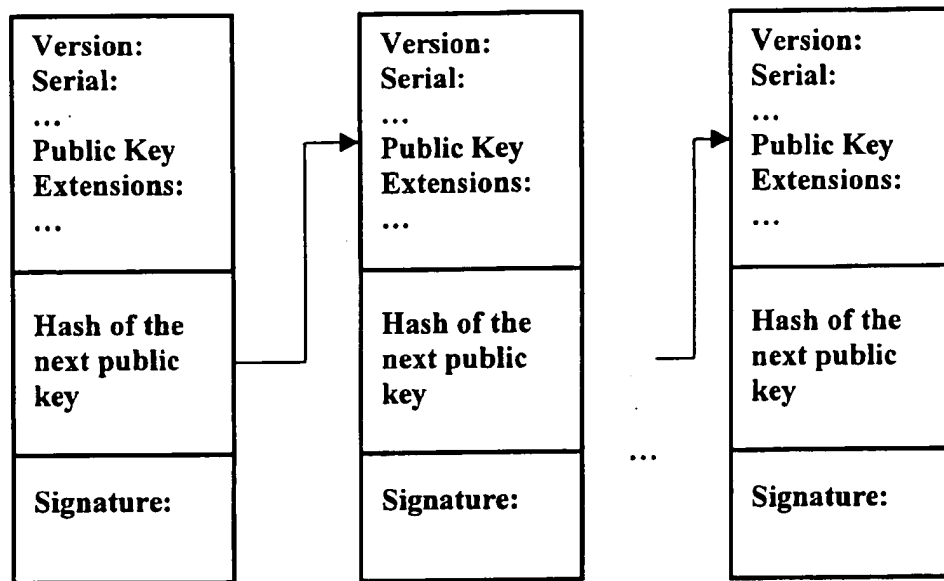 Version:
Serial:
...
Public Key
Extensions:
...
Hash of the
next public
key
Signature:
Version:
Serial:
...
Public Key
Extensions:
...
Hash of the
next public
key
Signature:
...
Version:
Serial:
...
Public Key
Extensions:
...
Hash of the
next public
key
Signature: